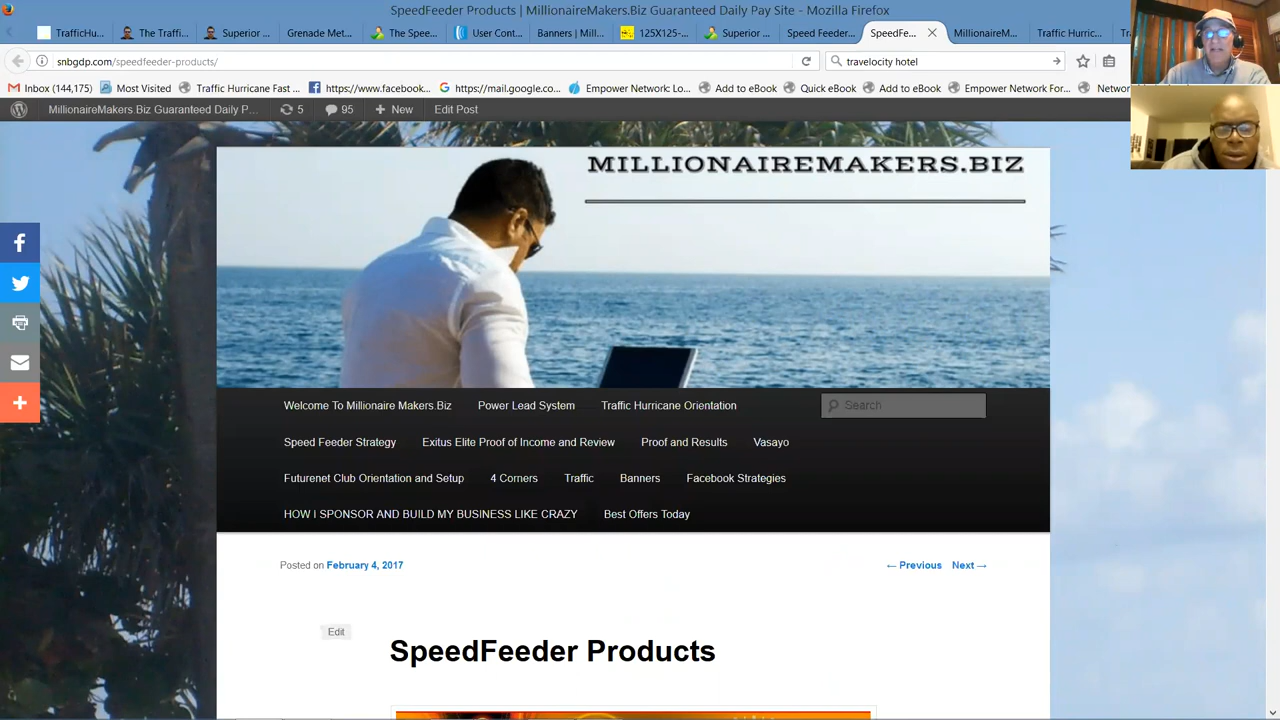 SpeedFeeder Products | MillionaireMakers.Biz Guaranteed Daily Pay Site - Mozilla Firefox
TrafficHu... The Traffi... Superior ... Grenade Met... The Spee... User Cont... Banners | Mill... 125X125-... Superior ... Speed Feeder... SpeedFe... MillionaireM... Traffic Hurric...
snbgdp.com/speedfeeder-products/ travelocity hotel
Inbox (144,175) Most Visited Traffic Hurricane Fast ... https://www.facebook... https://mail.google.co... Empower Network: Lo... Add to eBook Quick eBook Add to eBook Empower Network For...
MillionaireMakers.Biz Guaranteed Daily P... 5 95 + New Edit Post
MILLIONAIREMAKERS.BIZ
Welcome To Millionaire Makers.Biz Power Lead System Traffic Hurricane Orientation Search
Speed Feeder Strategy Exitus Elite Proof of Income and Review Proof and Results Vasayo
Futurenet Club Orientation and Setup 4 Corners Traffic Banners Facebook Strategies
HOW I SPONSOR AND BUILD MY BUSINESS LIKE CRAZY Best Offers Today
Posted on February 4, 2017 ← Previous Next →
Edit
SpeedFeeder Products